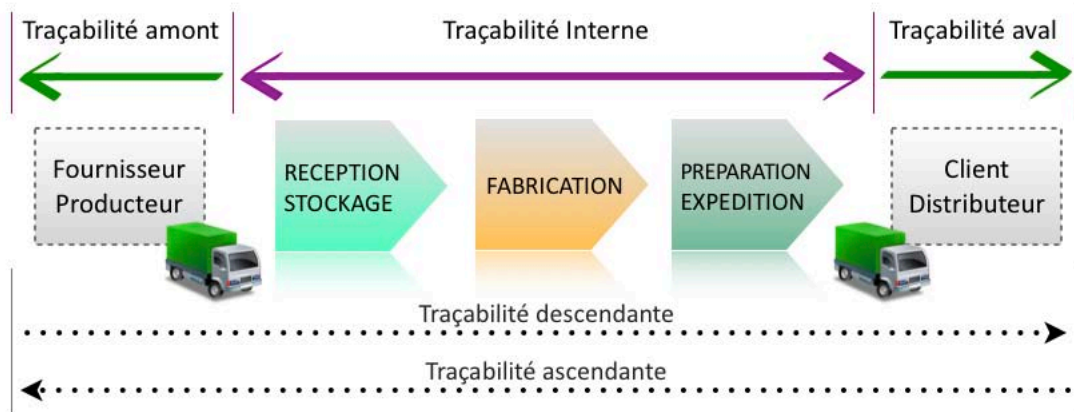 Traçabilité amont
Traçabilité Interne
Traçabilité aval
Fournisseur
Producteur
RECEPTION
STOCKAGE
FABRICATION
PREPARATION
EXPEDITION
Client
Distributeur
Traçabilité descendante
Traçabilité ascendante